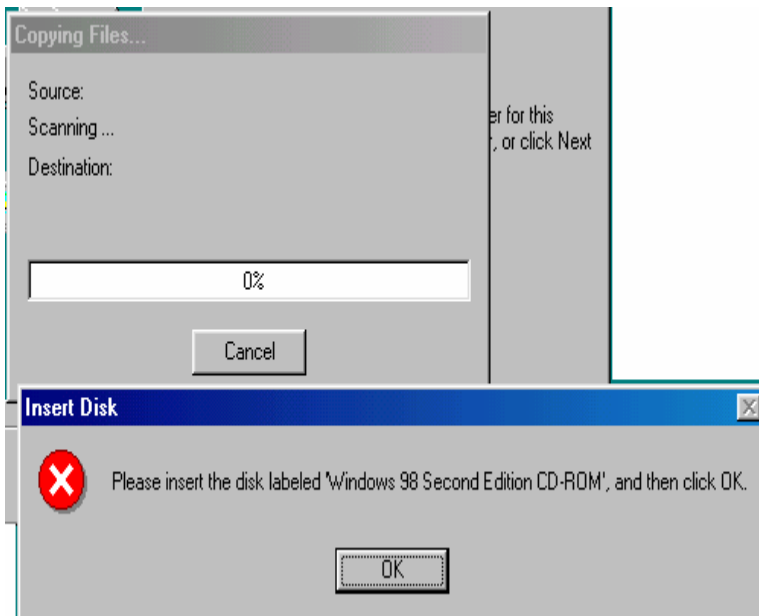 Copying Files...
Source:
Scanning ...
Destination:
er for this
, or click Next
0%
Cancel
Insert Disk
Please insert the disk labeled 'Windows 98 Second Edition CD-ROM', and then click OK.
OK